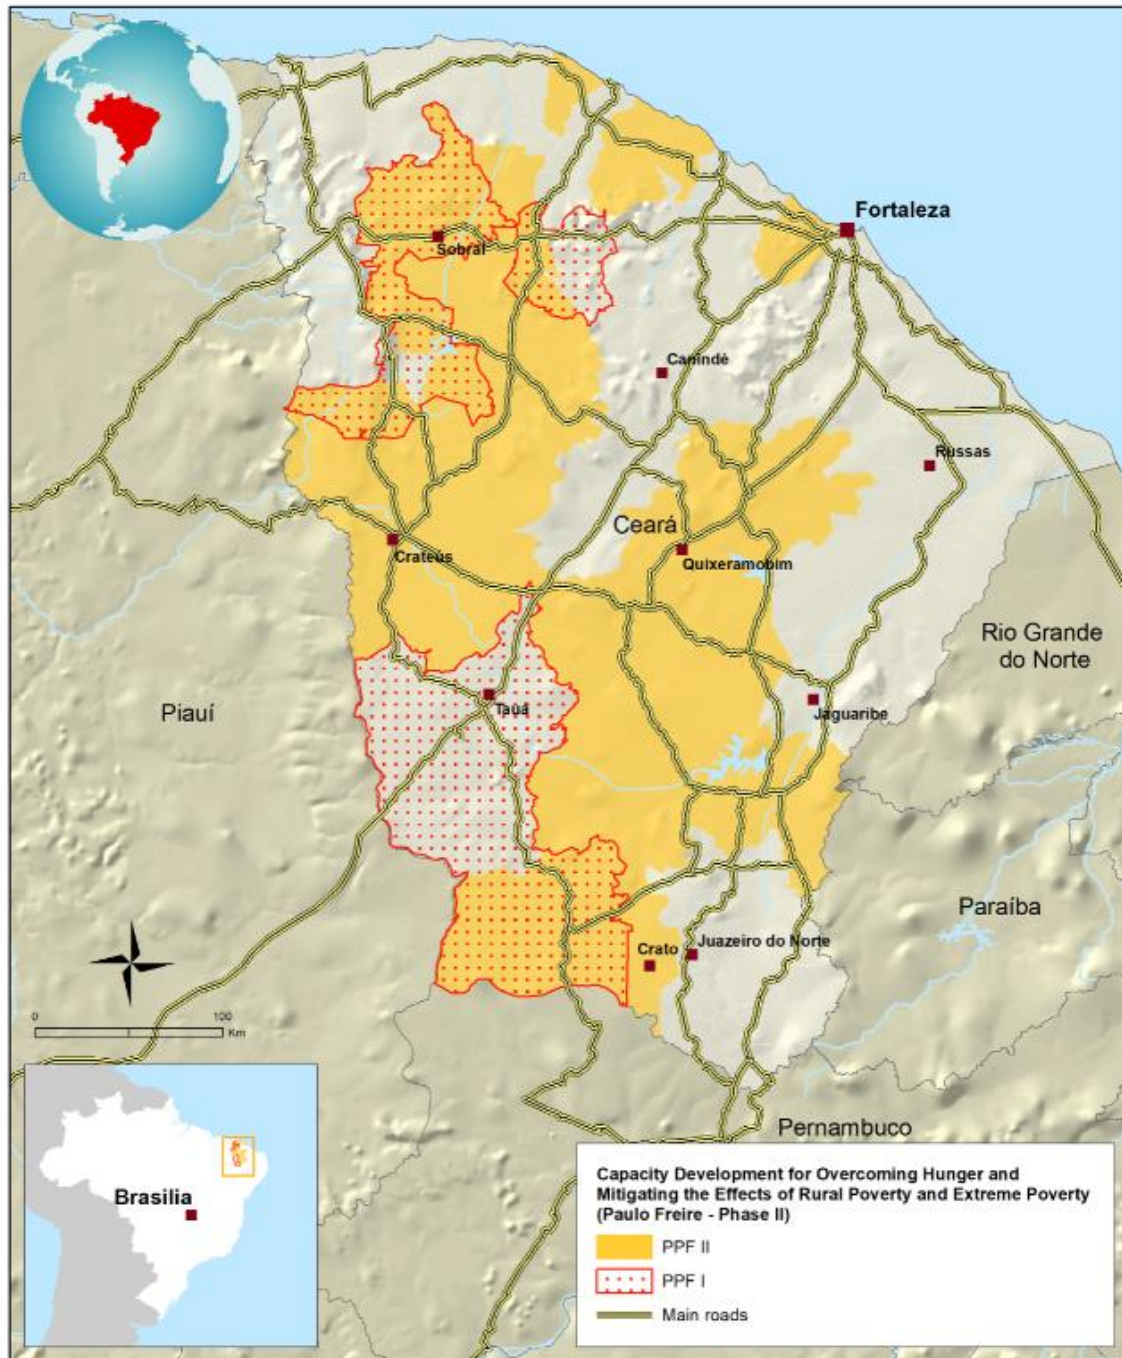 Fortaleza
Sobral
Canindé
Russas
Ceará
Crateús
Quixeramobim
Rio Grande
do Norte
Piauí
Tauá
Jaguaribe
Paraíba
Crato
Juazeiro do Norte
0
100
Km
Pernambuco
Brasilia
Capacity Development for Overcoming Hunger and
Mitigating the Effects of Rural Poverty and Extreme Poverty
(Paulo Freire - Phase II)
PPF II
PPF I
Main roads